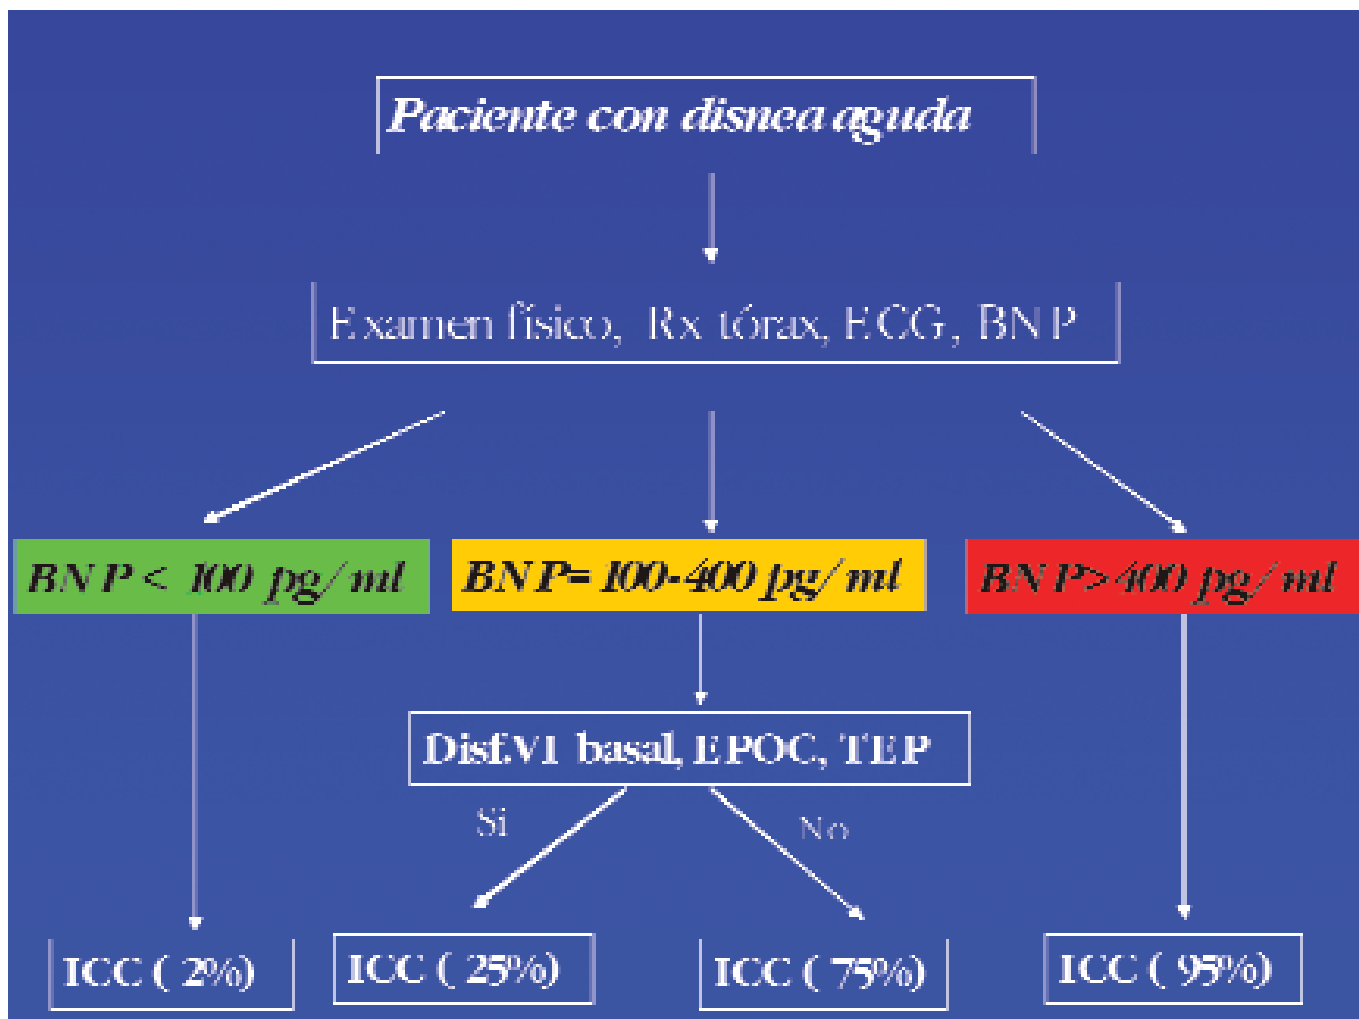 Paciente con disnea aguda
Examen físico, Rx tórax, ECG, BNP
BNP < 100 pg/ml
BNP= 100-400 pg/ml
BNP>400 pg/ml
Disf.VI basal, EPOC, TEP
Si
No
ICC ( 2%)
ICC ( 25%)
ICC ( 75%)
ICC ( 95%)